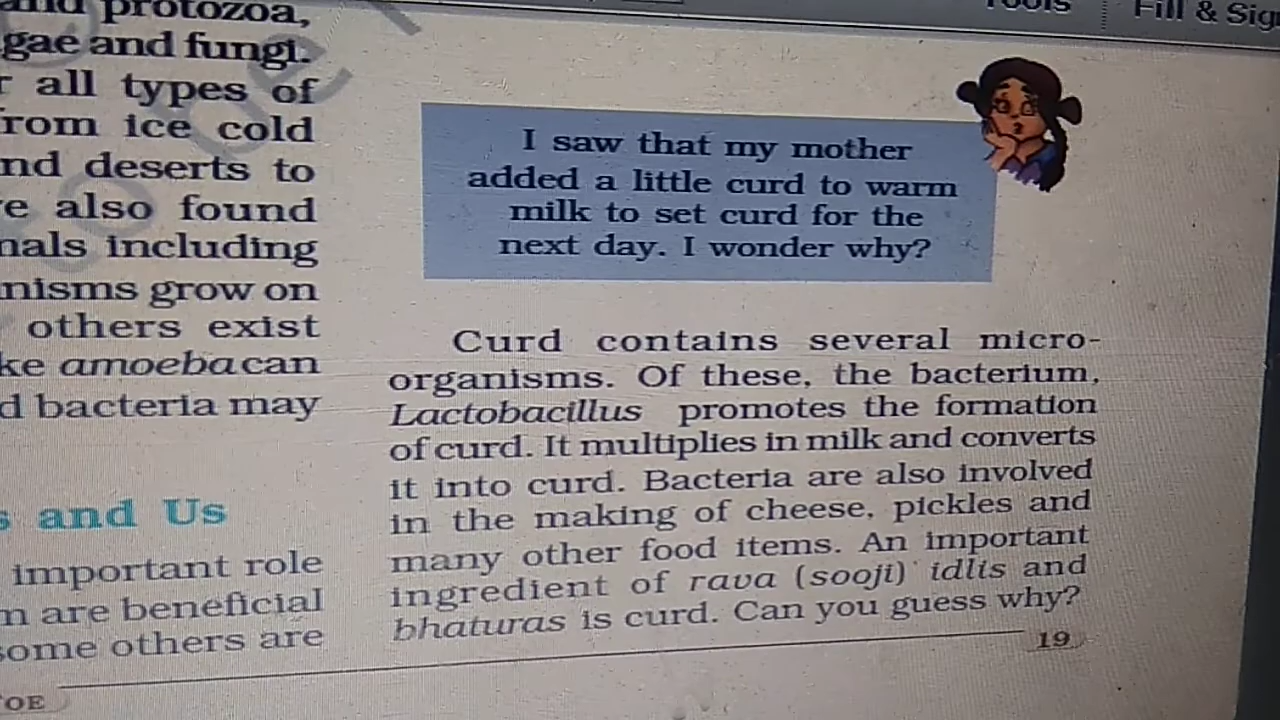 and protozoa,
gae and fungi.
all types of
rom ice cold
nd deserts to
e also found
nals including
nisms grow on
others exist
ke amoeba can
d bacteria may
s and Us
important role
n are beneficial
some others are
OE
Tools
Fill & Sig
I saw that my mother
added a little curd to warm
milk to set curd for the
next day. I wonder why?
Curd contains several micro-
organisms. Of these, the bacterium,
Lactobacillus promotes the formation
of curd. It multiplies in milk and converts
it into curd. Bacteria are also involved
in the making of cheese, pickles and
many other food items. An important
ingredient of rava (sooji) idlis and
bhaturas is curd. Can you guess why?
19